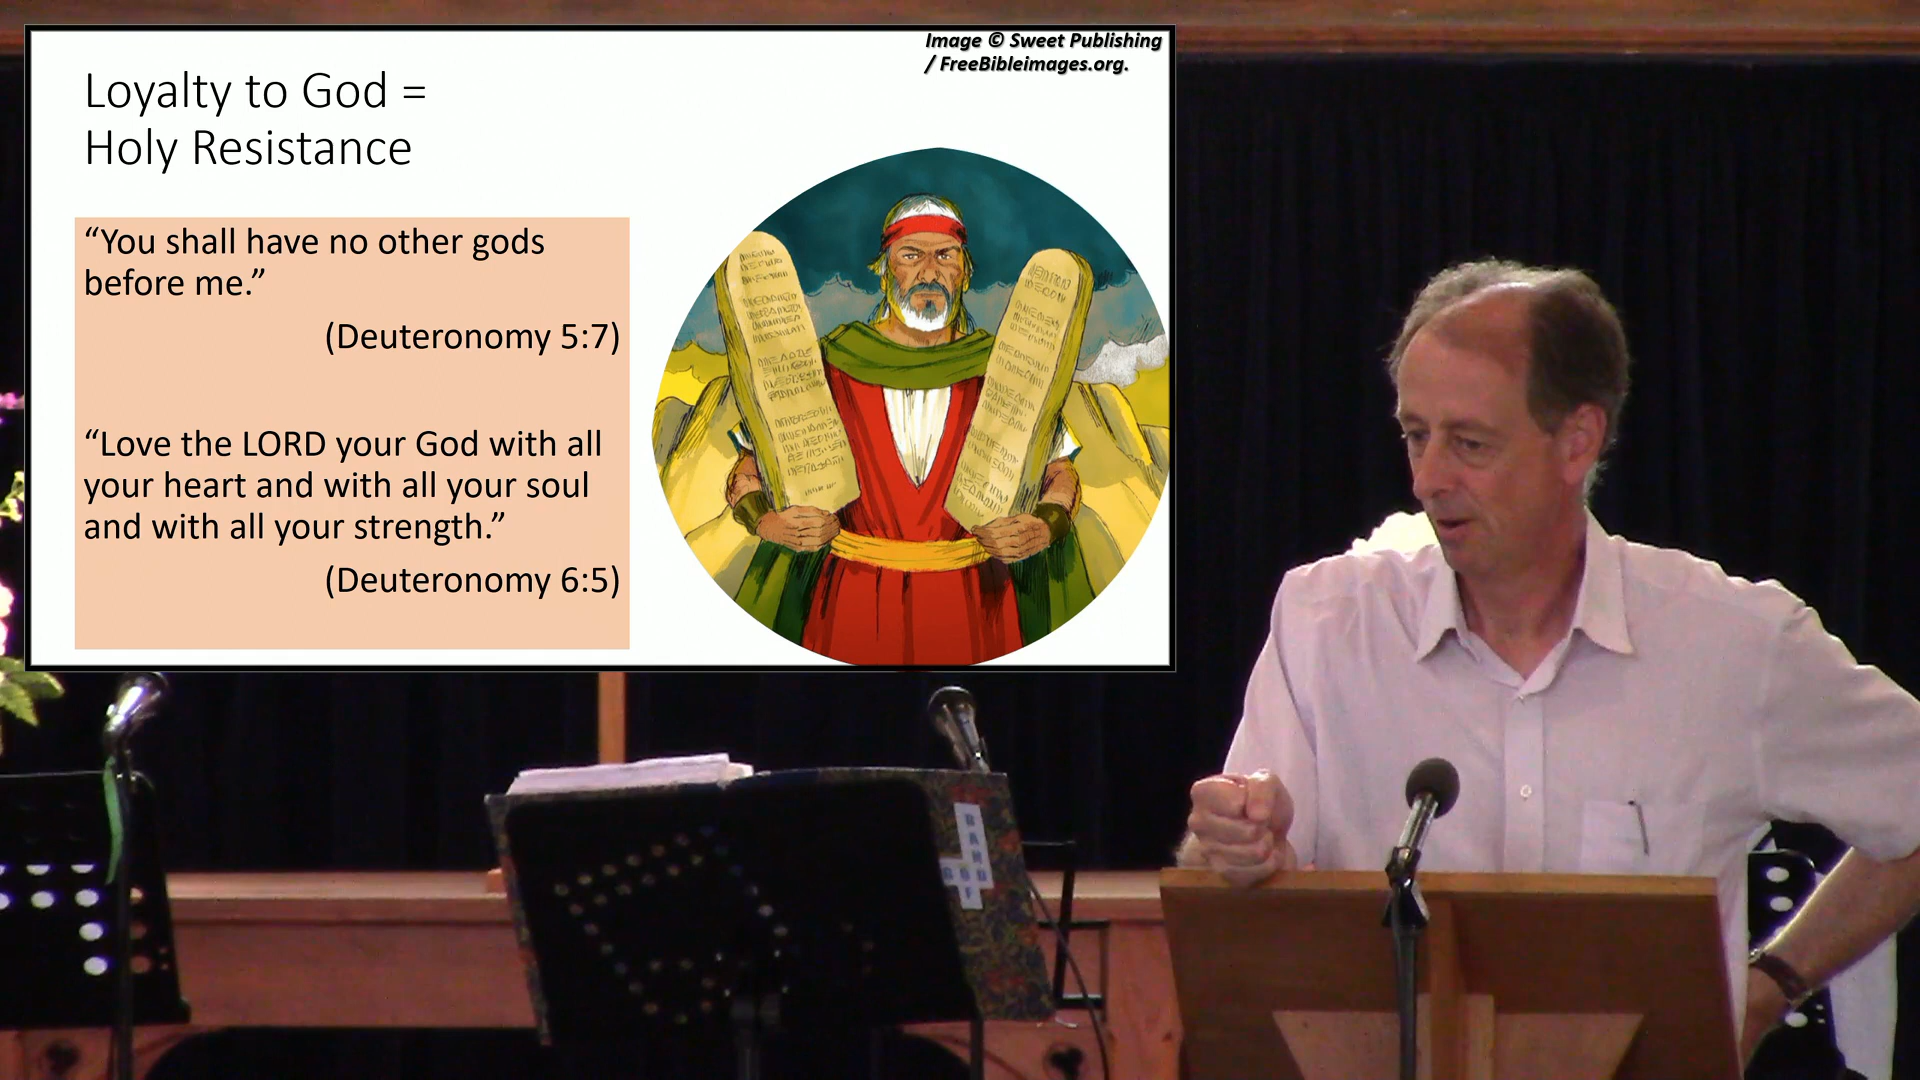 Image © Sweet Publishing
/ FreeBibleimages.org.
Loyalty to God =
Holy Resistance
“You shall have no other gods
before me.”
(Deuteronomy 5:7)
“Love the LORD your God with all
your heart and with all your soul
and with all your strength.”
(Deuteronomy 6:5)